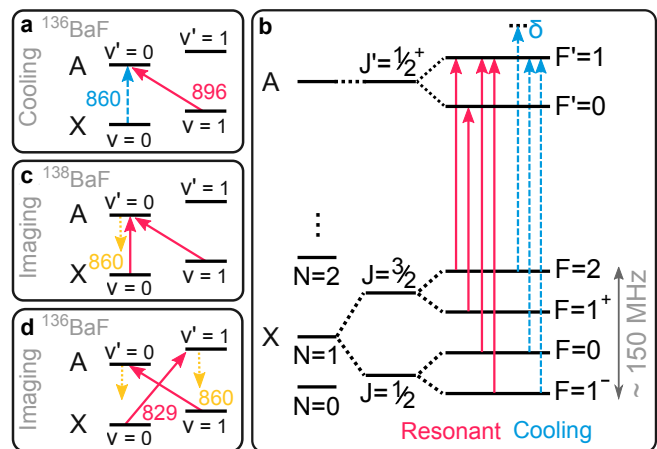 a 136BaF
Cooling
v' = 0
v' = 1
A
860
896
X
v = 0
v = 1
c 138BaF
Imaging
v' = 0
v' = 1
A
860
X
v = 0
v = 1
d 136BaF
Imaging
v' = 0
v' = 1
A
860
829
X
v = 0
v = 1
b
δ
A
J'=½+
F'=1
F'=0
⋮
N=2
J=3⁄2
F=2
F=1+
X
N=1
F=0
N=0
J=½
F=1-
~ 150 MHz
Resonant Cooling